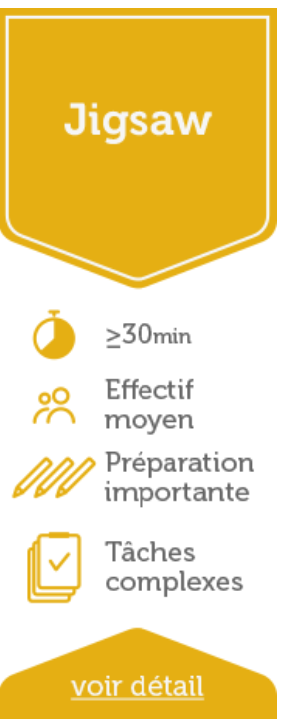 Jigsaw
≥30min
Effectif
moyen
Préparation
importante
Tâches
complexes
voir détail